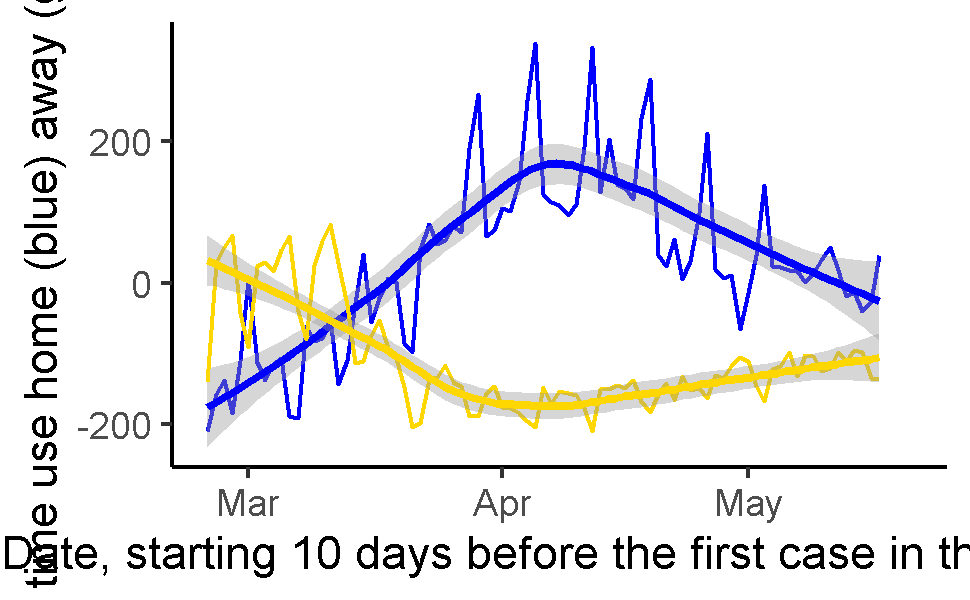 time use home (blue) away (
200
0
-200
Mar Apr May
Date, starting 10 days before the first case in th